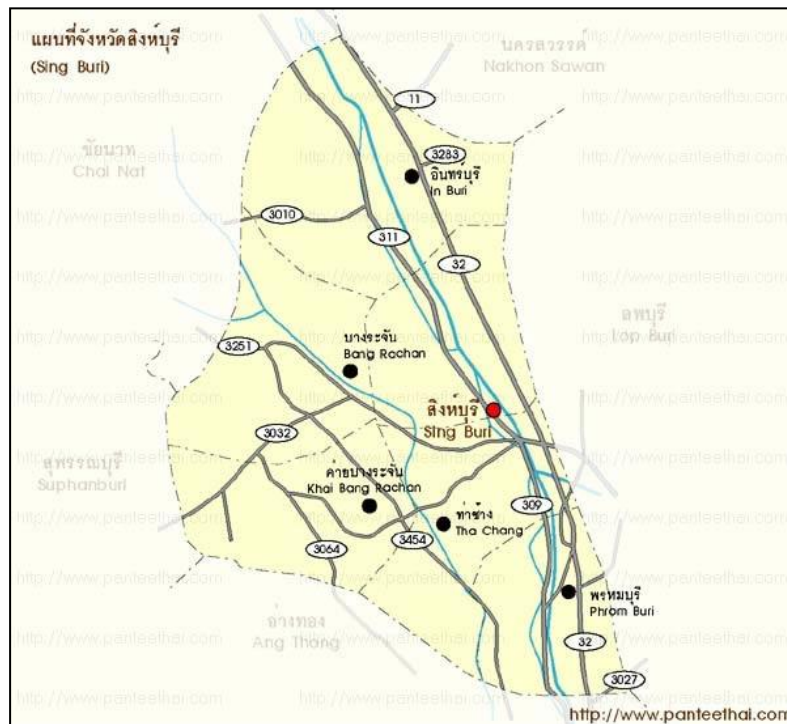 แผนที่จังหวัดสิงห์บุรี
(Sing Buri)
นครสวรรค์
Nakhon Sawan
11
3283
อินทร์บุรี
In Buri
ชัยนาท
Chai Nat
3010
311
32
ลพบุรี
Lop Buri
บางระจัน
Bang Rachan
3251
สิงห์บุรี
Sing Buri
3032
สุพรรณบุรี
Suphanburi
ค่ายบางระจัน
Khai Bang Rachan
ท่าช้าง
Tha Chang
309
3064
3454
พรหมบุรี
Phrom Buri
อ่างทอง
Ang Thong
32
3027
http://www.panteethai.com